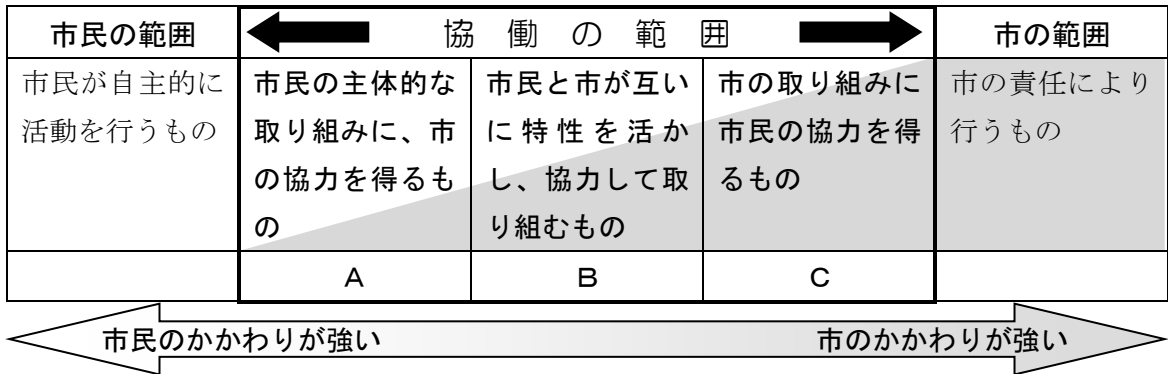 市民の範囲
協働の範囲
市の範囲
市民が自主的に
活動を行うもの
市民の主体的な
取り組みに、市
の協力を得るも
の
市民と市が互い
に特性を活か
し、協力して取
り組むもの
市の取り組みに
市民の協力を得
るもの
市の責任により
行うもの
A
B
C
市民のかかわりが強い
市のかかわりが強い